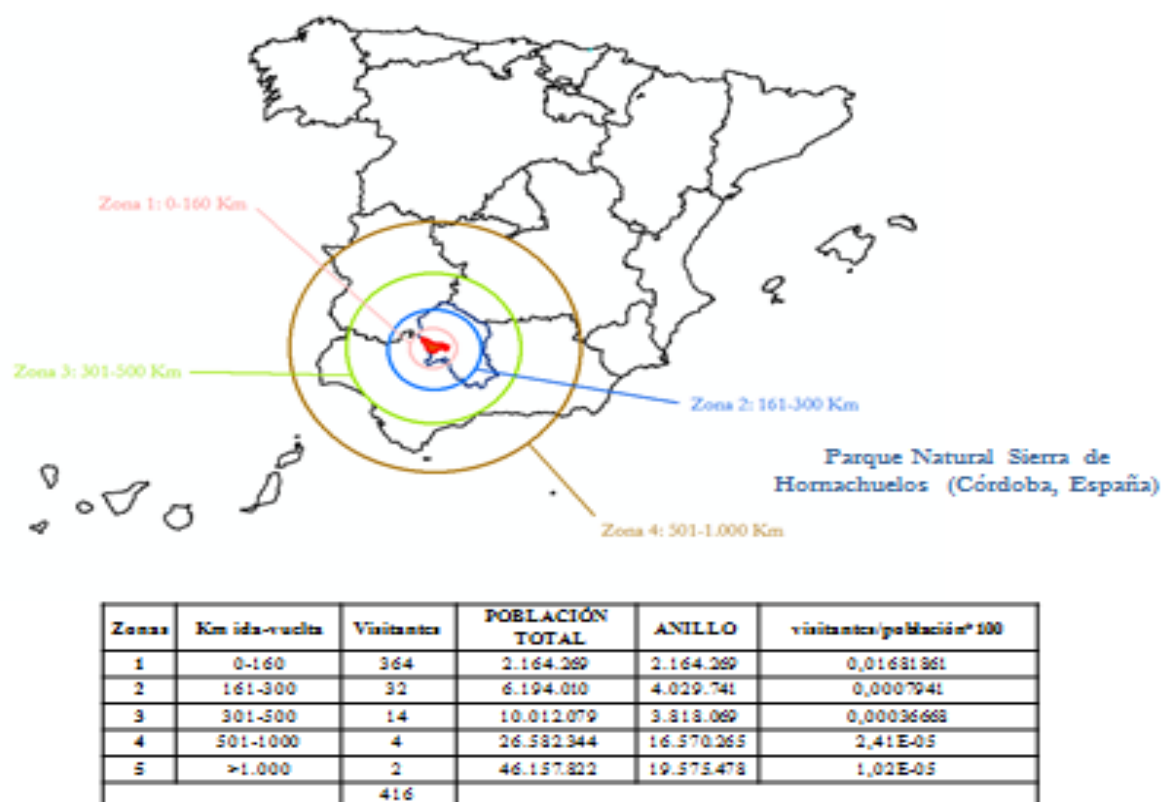 Zona 1: 0-160 Km
Zona 3: 301-500 Km
Zona 2: 161-300 Km
Parque Natural Sierra de
Hornachuelos (Córdoba, España)
Zona 4: 501-1.000 Km
Zonas Km ida-vuelta Visitantes POBLACIÓN TOTAL ANILLO visitantes/población*100
1 0-160 364 2.164.269 2.164.269 0,01681861
2 161-300 32 6.194.010 4.029.741 0,0007941
3 301-500 14 10.012.079 3.818.069 0,00036668
4 501-1000 4 26.582.344 16.570.265 2,41E-05
5 >1.000 2 46.157.822 19.575.478 1,02E-05
416